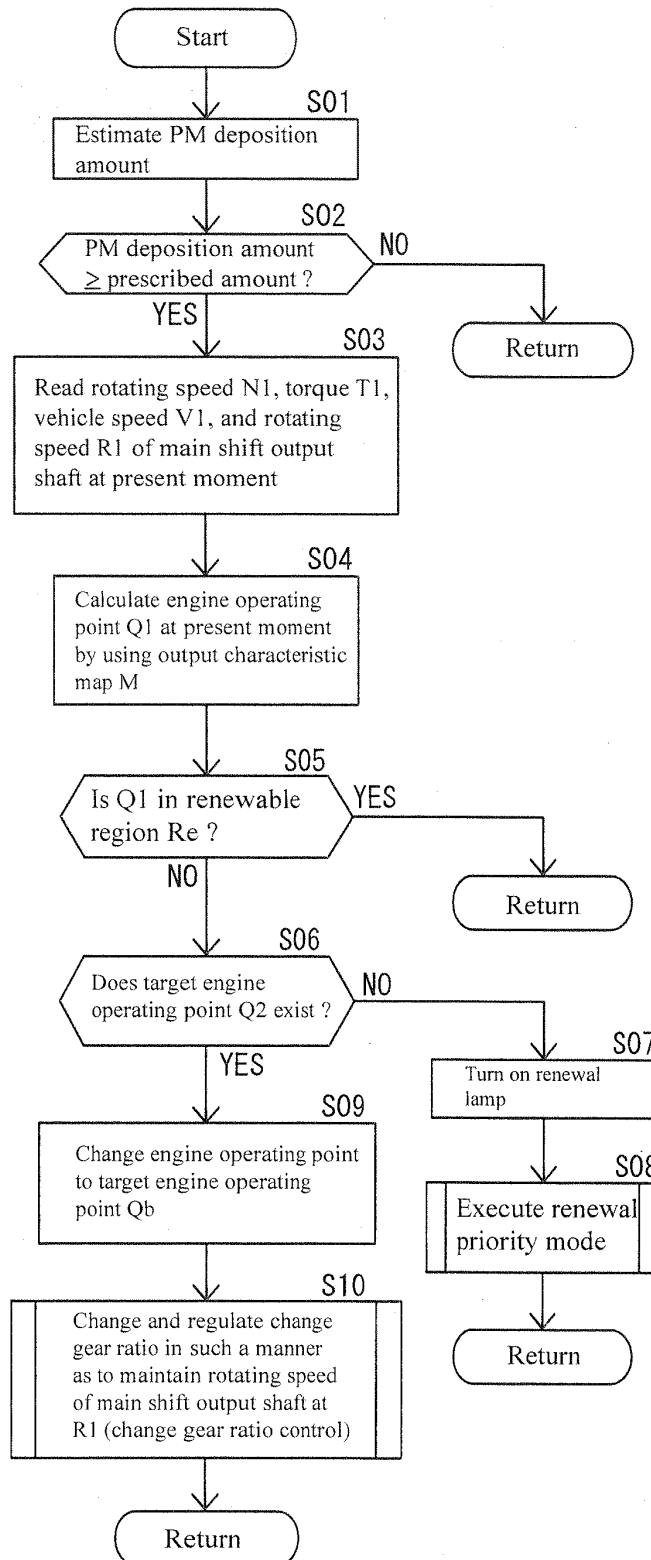 Start
S01
Estimate PM deposition
amount
S02
PM deposition amount
≥ prescribed amount ?
NO
YES
Return
S03
Read rotating speed N1, torque T1,
vehicle speed V1, and rotating
speed R1 of main shift output
shaft at present moment
S04
Calculate engine operating
point Q1 at present moment
by using output characteristic
map M
S05
Is Q1 in renewable
region Re ?
YES
NO
Return
S06
Does target engine
operating point Q2 exist ?
NO
YES
S07
Turn on renewal
lamp
S09
Change engine operating point
to target engine operating
point Qb
S08
Execute renewal
priority mode
S10
Change and regulate change
gear ratio in such a manner
as to maintain rotating speed
of main shift output shaft at
R1 (change gear ratio control)
Return
Return